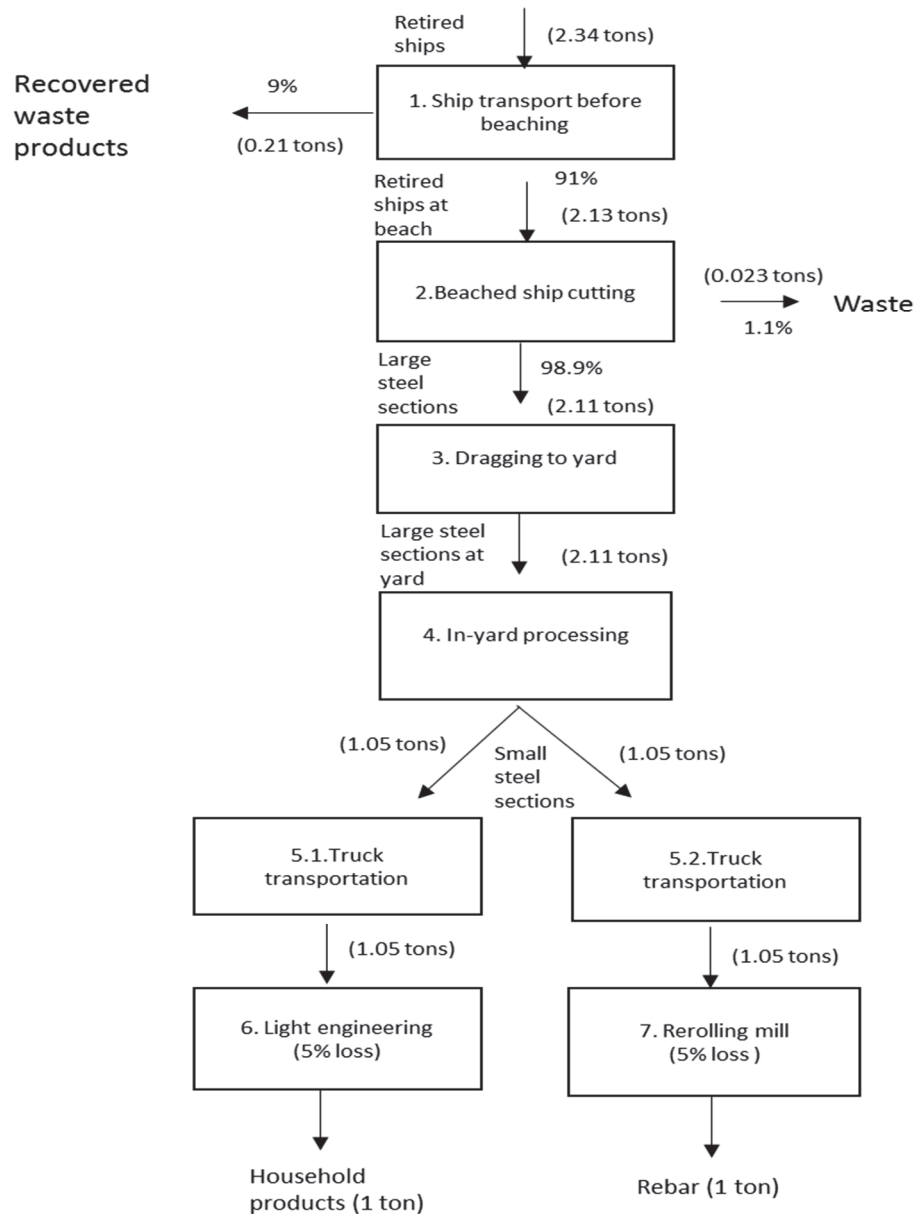 Retired
ships
(2.34 tons)
Recovered
waste
products
9%
(0.21 tons)
1. Ship transport before
beaching
Retired
ships at
beach
91%
(2.13 tons)
2.Beached ship cutting
(0.023 tons)
Waste
1.1%
Large
steel
sections
98.9%
(2.11 tons)
3. Dragging to yard
Large steel
sections at
yard
(2.11 tons)
4. In-yard processing
(1.05 tons)
Small
steel
sections
(1.05 tons)
5.1.Truck
transportation
5.2.Truck
transportation
(1.05 tons)
(1.05 tons)
6. Light engineering
(5% loss)
7. Rerolling mill
(5% loss )
Household
products (1 ton)
Rebar (1 ton)